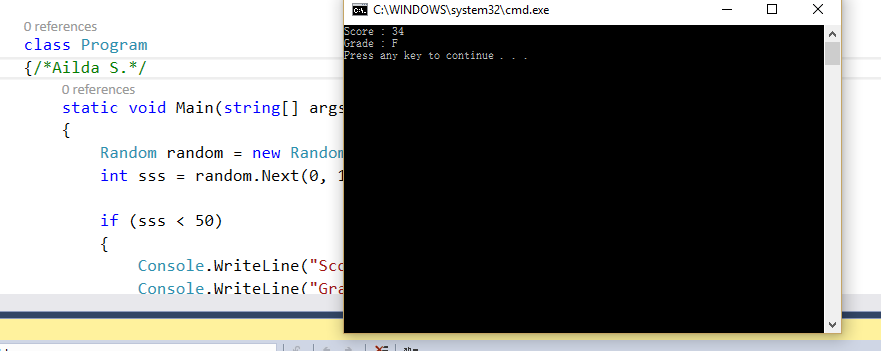 0 references
class Program
{/*Ailda S.*/
0 references
static void Main(string[] args
{
Random random = new Random
int sss = random.Next(0, 1
if (sss < 50)
{
Console.WriteLine("Sco
Console.WriteLine("Gra
C:\WINDOWS\system32\cmd.exe
Score : 34
Grade : F
Press any key to continue . . .